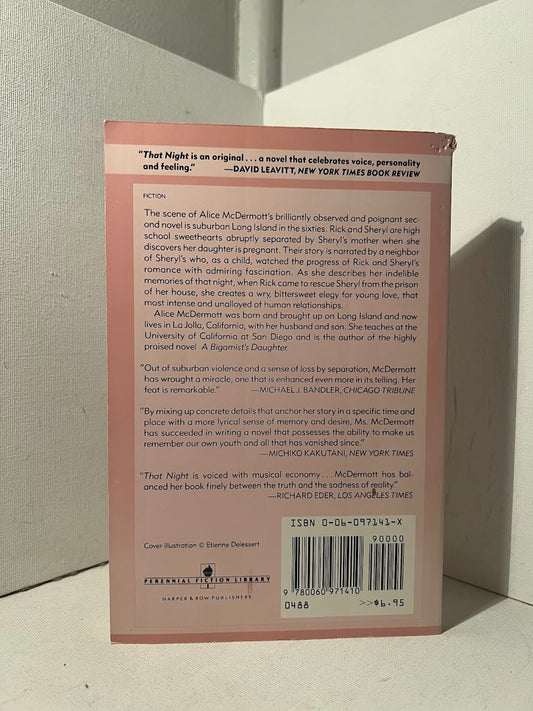 "That Night is an original . . . a novel that celebrates voice, personality
and feeling." —DAVID LEAVITT, NEW YORK TIMES BOOK REVIEW
FICTION
The scene of Alice McDermott's brilliantly observed and poignant sec-
ond novel is suburban Long Island in the sixties. Rick and Sheryl are high
school sweethearts abruptly separated by Sheryl's mother when she
discovers her daughter is pregnant. Their story is narrated by a neighbor
of Sheryl's who, as a child, watched the progress of Rick and Sheryl's
romance with admiring fascination. As she describes her indelible
memories of that night, when Rick came to rescue Sheryl from the prison
of her house, she creates a wry, bittersweet elegy for young love, that
most intense and unalloyed of human relationships.
Alice McDermott was born and brought up on Long Island and now
lives in La Jolla, California, with her husband and son. She teaches at the
University of California at San Diego and is the author of the highly
praised novel A Bigamist's Daughter.
"Out of suburban violence and a sense of loss by separation, McDermott
has wrought a miracle, one that is enhanced even more in its telling. Her
feat is remarkable." —MICHAEL J. BANDLER, CHICAGO TRIBUNE
"By mixing up concrete details that anchor her story in a specific time and
place with a more lyrical sense of memory and desire, Ms. McDermott
has succeeded in writing a novel that possesses the ability to make us
remember our own youth and all that has vanished since."
—MICHIKO KAKUTANI, NEW YORK TIMES
"That Night is voiced with musical economy . . . McDermott has bal-
anced her book finely between the truth and the sadness of reality."
—RICHARD EDER, LOS ANGELES TIMES
ISBN 0-06-097141-X
90000
Cover illustration © Etienne Delessert
PERENNIAL FICTION LIBRARY
HARPER & ROW PUBLISHERS
9 780060 971410
0488 >>$6.95